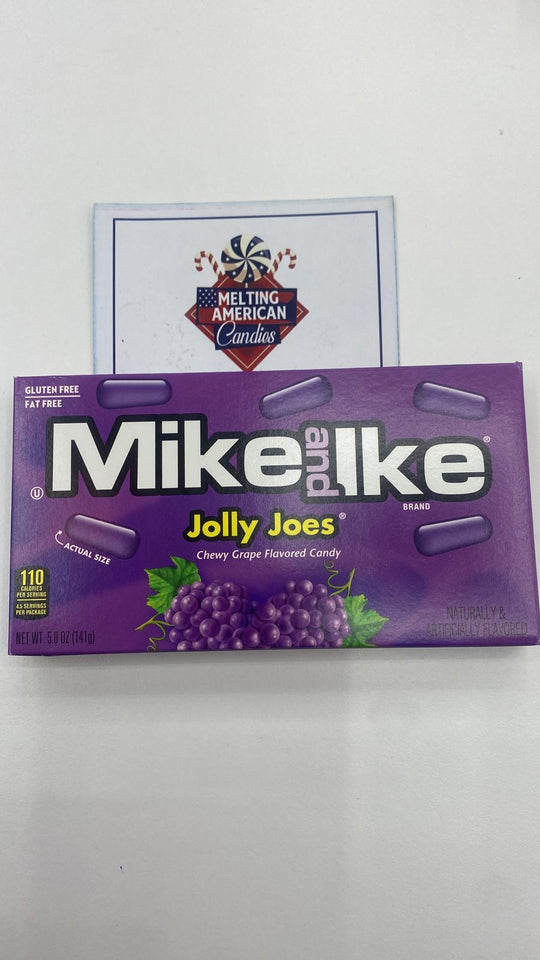 MELTING
AMERICAN
Candies
GLUTEN FREE
FAT FREE
Mike and Ike®
BRAND
U
Jolly Joes®
Chewy Grape Flavored Candy
ACTUAL SIZE
110
CALORIES
PER SERVING
4.5 SERVINGS
PER PACKAGE
NATURALLY &
ARTIFICIALLY FLAVORED
NET WT. 5.0 OZ (141g)